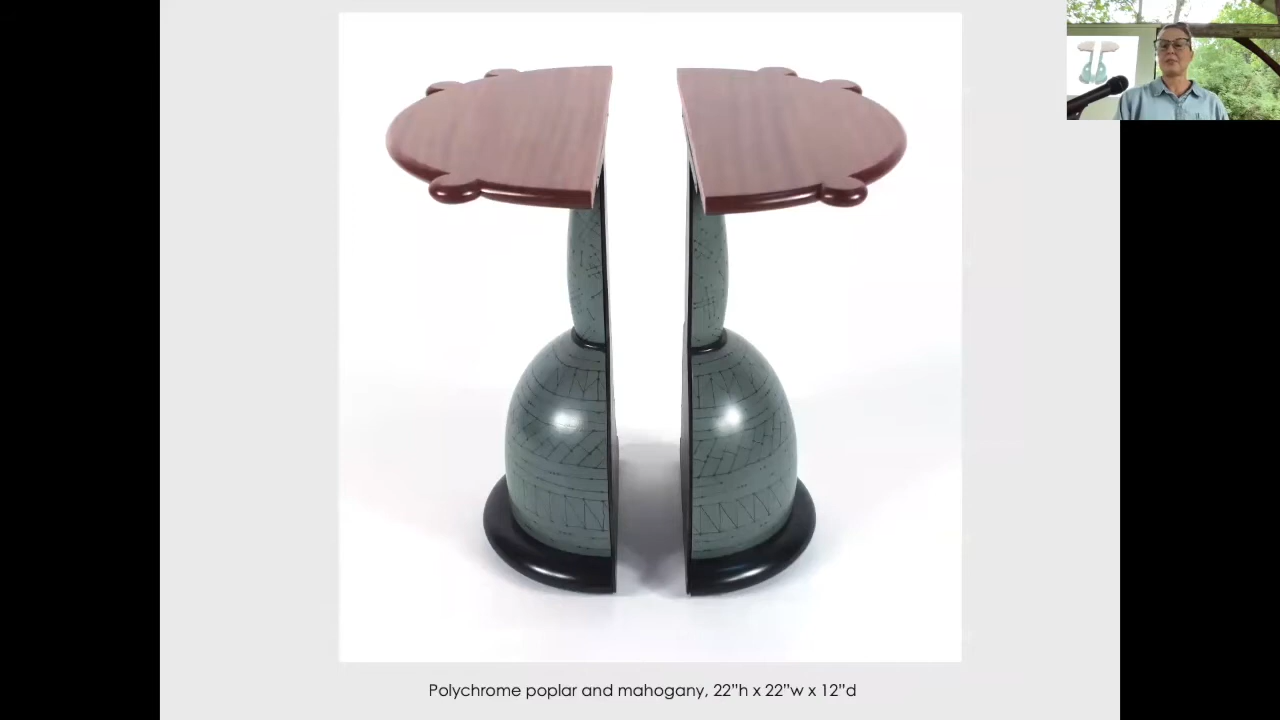 Polychrome poplar and mahogany, 22”h x 22”w x 12”d